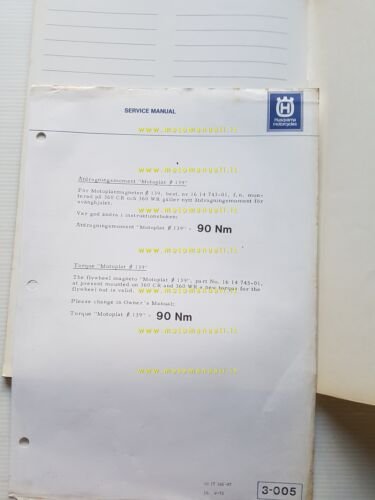 SERVICE MANUAL
Husqvarna
motorcycles
www.motomanuali.it
Åtdragningsmoment "Motoplat # 139"
För Motoplatmagneten # 139, best. nr 16 14 743-01, f.n. mon-
terad på 360 CR och 360 WR gäller nytt åtdragningsmoment för
svänghjulet.
Var god ändra i instruktionsboken:
www.motomanuali.it
Åtdragningsmoment "Motoplat # 139" - 90 Nm
www.motomanuali.it
Torque "Motoplat # 139"
The flywheel magneto "Motoplat # 139", part No. 16 14 743-01,
at present mounted on 360 CR and 360 WR a new torque for the
flywheel nut is valid.
www.motomanuali.it
Please change in Owner's Manual:
Torque "Motoplat # 139" - 90 Nm
www.motomanuali.it
www.motomanuali.it
www.motomanuali.it
3-005